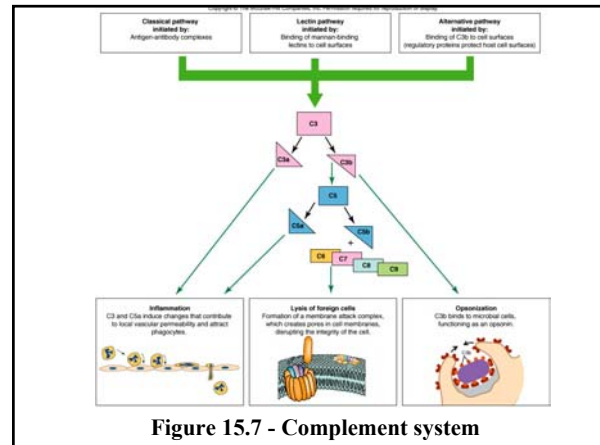 Copyright © The McGraw-Hill Companies, Inc. Permission required for reproduction or display.
Classical pathway
initiated by:
Antigen-antibody complexes
Lectin pathway
initiated by:
Binding of mannan-binding
lectins to cell surfaces
Alternative pathway
initiated by:
Binding of C3b to cell surfaces
(regulatory proteins protect host cell surfaces)
C3
C3a
C3b
C5
C5a
C5b
+
C6
C7
C8
C9
Inflammation
C3 and C5a induce changes that contribute
to local vascular permeability and attract
phagocytes.
Lysis of foreign cells
Formation of a membrane attack complex,
which creates pores in cell membranes,
disrupting the integrity of the cell.
Opsonization
C3b binds to microbial cells,
functioning as an opsonin.
Figure 15.7 - Complement system